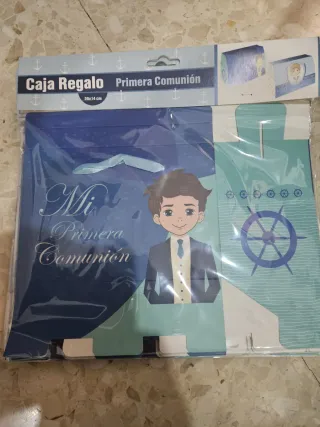 Caja Regalo Primera Comunión
Mi
Primera
Comunión